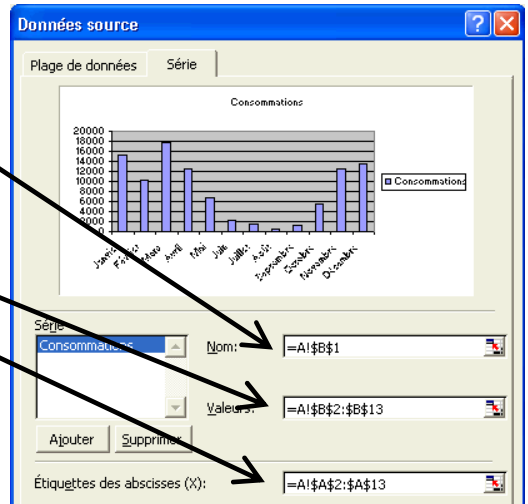 Données source
Plage de données Série
Consommations
20000
18000
16000
14000
12000
10000
8000
6000
4000
2000
0
Consommations
Janvier Février Mars Avril Mai Juin Juillet Août Septembre Octobre Novembre Décembre
Série
Consommations
Nom: =A!$B$1
Valeurs: =A!$B$2:$B$13
Ajouter Supprimer
Étiquettes des abscisses (X): =A!$A$2:$A$13